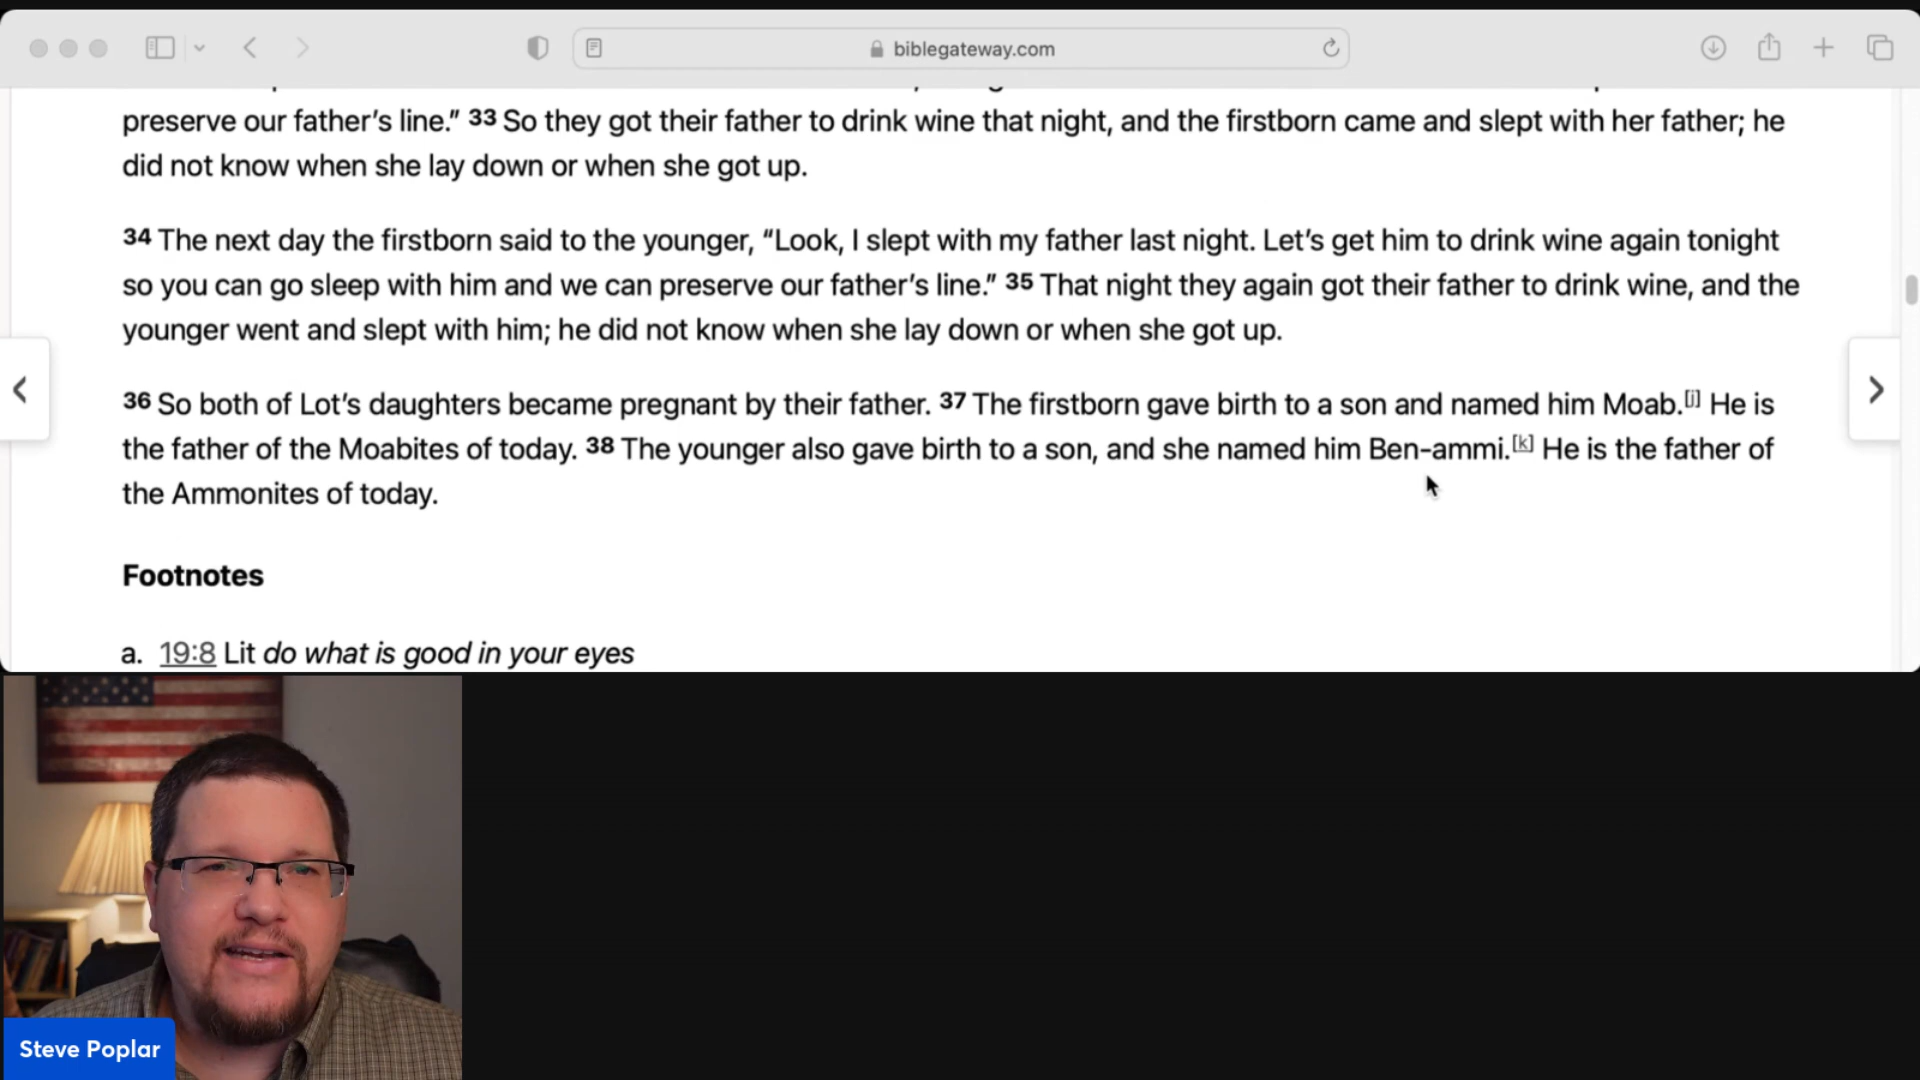 biblegateway.com
preserve our father's line.” 33 So they got their father to drink wine that night, and the firstborn came and slept with her father; he
did not know when she lay down or when she got up.
34 The next day the firstborn said to the younger, “Look, I slept with my father last night. Let's get him to drink wine again tonight
so you can go sleep with him and we can preserve our father's line.” 35 That night they again got their father to drink wine, and the
younger went and slept with him; he did not know when she lay down or when she got up.
36 So both of Lot's daughters became pregnant by their father. 37 The firstborn gave birth to a son and named him Moab.[j] He is
the father of the Moabites of today. 38 The younger also gave birth to a son, and she named him Ben-ammi.[k] He is the father of
the Ammonites of today.
Footnotes
a. 19:8 Lit do what is good in your eyes
Steve Poplar